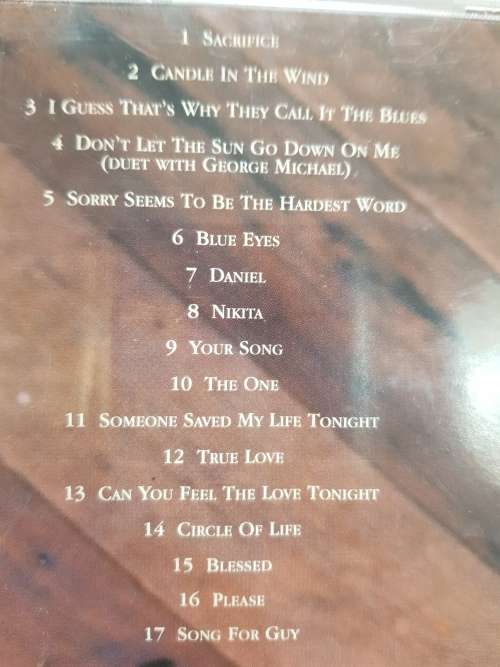 1 Sacrifice
2 Candle In The Wind
3 I Guess That's Why They Call It The Blues
4 Don't Let The Sun Go Down On Me
(duet with George Michael)
5 Sorry Seems To Be The Hardest Word
6 Blue Eyes
7 Daniel
8 Nikita
9 Your Song
10 The One
11 Someone Saved My Life Tonight
12 True Love
13 Can You Feel The Love Tonight
14 Circle Of Life
15 Blessed
16 Please
17 Song For Guy